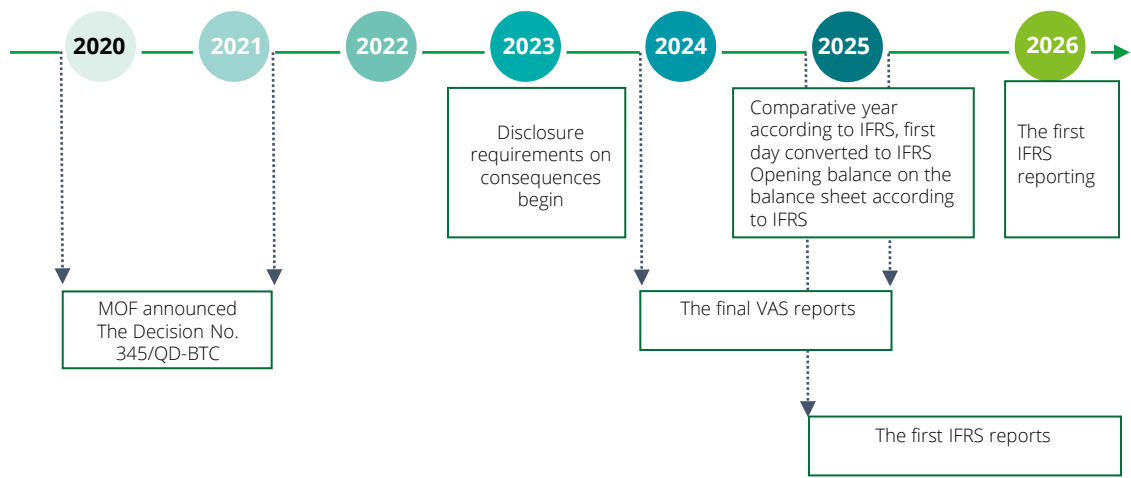 2020
2021
2022
2023
2024
2025
2026
Disclosure
requirements on
consequences
begin
Comparative year
according to IFRS, first
day converted to IFRS
Opening balance on the
balance sheet according
to IFRS
The first
IFRS
reporting
MOF announced
The Decision No.
345/QD-BTC
The final VAS reports
The first IFRS reports